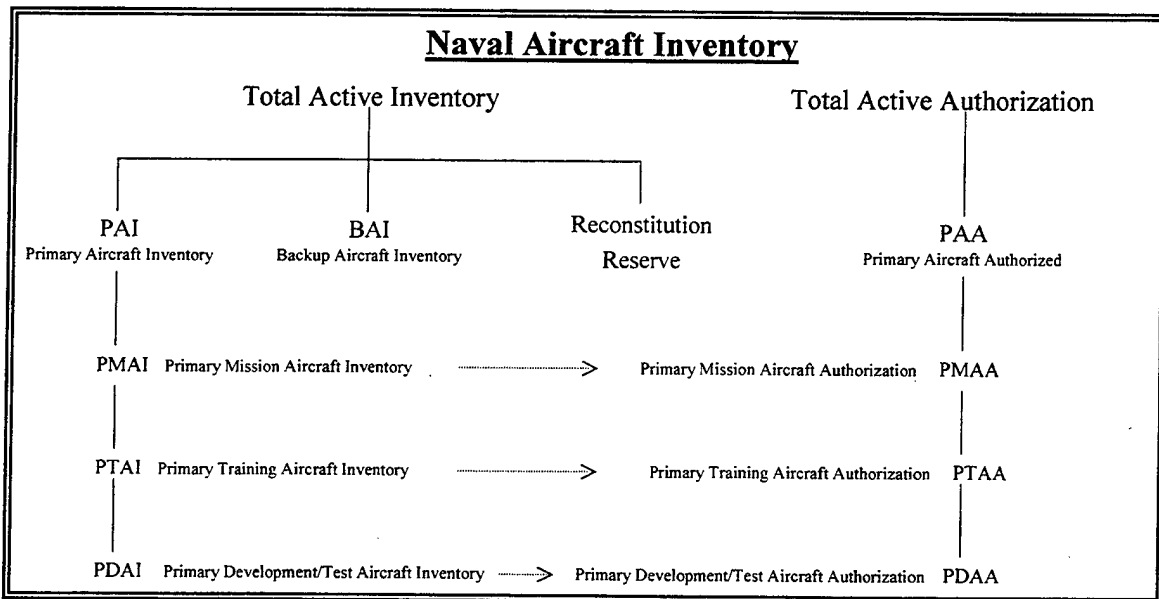 Naval Aircraft Inventory
Total Active Inventory
Total Active Authorization
PAI
Primary Aircraft Inventory
BAI
Backup Aircraft Inventory
Reconstitution
Reserve
PAA
Primary Aircraft Authorized
PMAI Primary Mission Aircraft Inventory
Primary Mission Aircraft Authorization PMAA
PTAI Primary Training Aircraft Inventory
Primary Training Aircraft Authorization PTAA
PDAI Primary Development/Test Aircraft Inventory
Primary Development/Test Aircraft Authorization PDAA